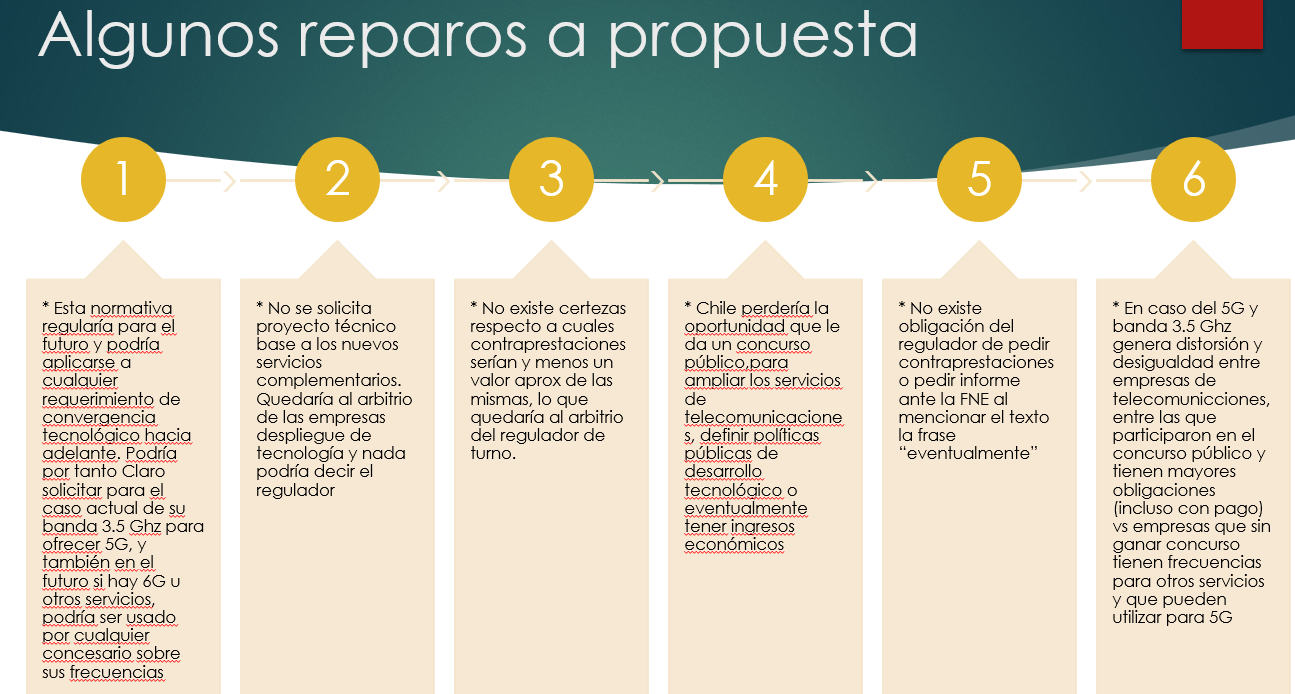 Algunos reparos a propuesta
1
2
3
4
5
6
* Esta normativa
regularía para el
futuro y podría
aplicarse a
cualquier
requerimiento de
convergencia
tecnológico hacia
adelante. Podría
por tanto Claro
solicitar para el
caso actual de su
banda 3.5 Ghz para
ofrecer 5G, y
también en el
futuro si hay 6G u
otros servicios,
podría ser usado
por cualquier
concesario sobre
sus frecuencias
* No se solicita
proyecto técnico
base a los nuevos
servicios
complementarios.
Quedaría al arbitrio
de las empresas
despliegue de
tecnología y nada
podría decir el
regulador
* No existe certezas
respecto a cuales
contraprestaciones
serían y menos un
valor aprox de las
mismas, lo que
quedaría al arbitrio
del regulador de
turno.
* Chile perdería la
oportunidad que le
da un concurso
público,para
ampliar los servicios
de
telecomunicacione
s, definir políticas
públicas de
desarrollo
tecnológico o
eventualmente
tener ingresos
económicos
* No existe
obligación del
regulador de pedir
contraprestaciones
o pedir informe
ante la FNE al
mencionar el texto
la frase
“eventualmente”
* En caso del 5G y
banda 3.5 Ghz
genera distorsión y
desigualdad entre
empresas de
telecomunicciones,
entre las que
participaron en el
concurso público y
tienen mayores
obligaciones
(incluso con pago)
vs empresas que sin
ganar concurso
tienen frecuencias
para otros servicios
y que pueden
utilizar para 5G